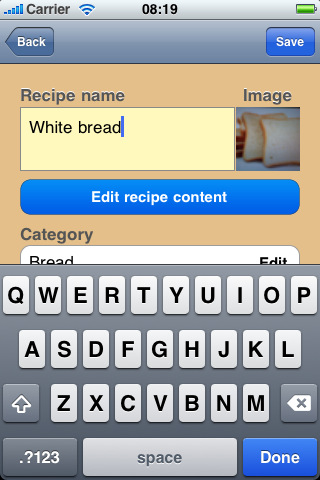 Carrier 08:19
Back Save
Recipe name Image
White bread
Edit recipe content
Category
Bread Edit
Q W E R T Y U I O P
A S D F G H J K L
Z X C V B N M
.?123 space Done